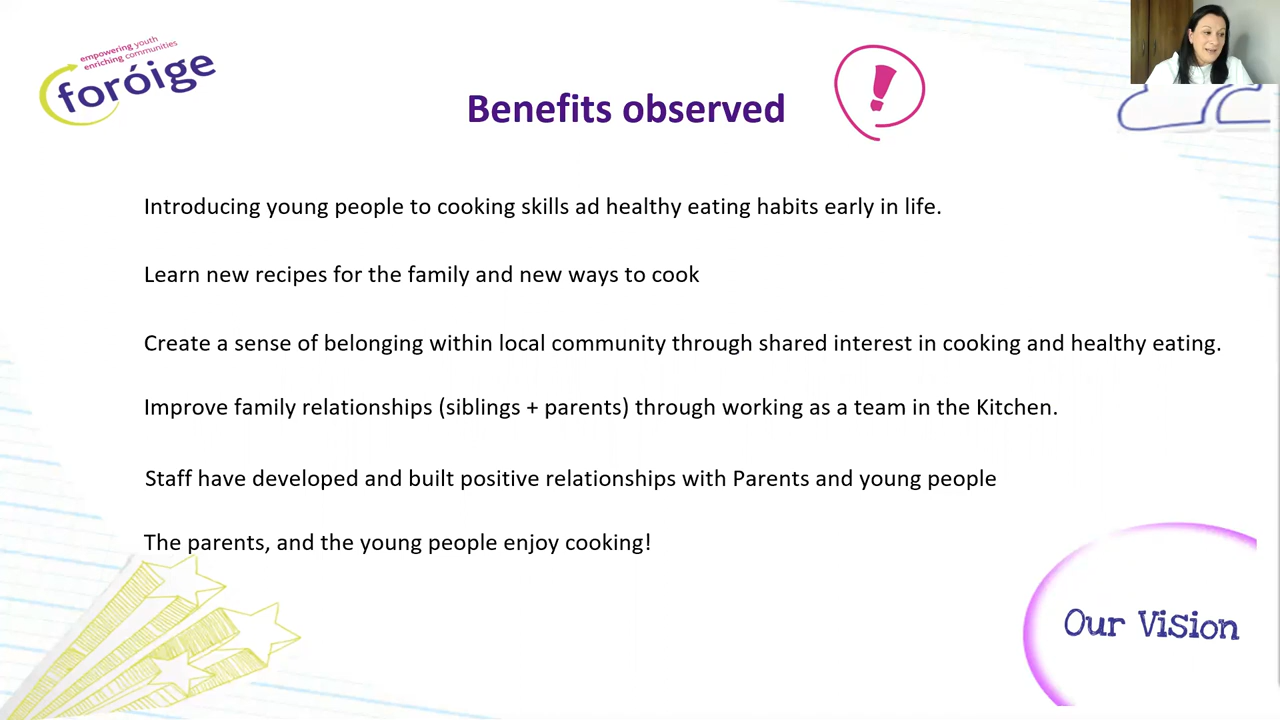 empowering youth
enriching communities
foróige
Benefits observed
Introducing young people to cooking skills ad healthy eating habits early in life.
Learn new recipes for the family and new ways to cook
Create a sense of belonging within local community through shared interest in cooking and healthy eating.
Improve family relationships (siblings + parents) through working as a team in the Kitchen.
Staff have developed and built positive relationships with Parents and young people
The parents, and the young people enjoy cooking!
Our Vision